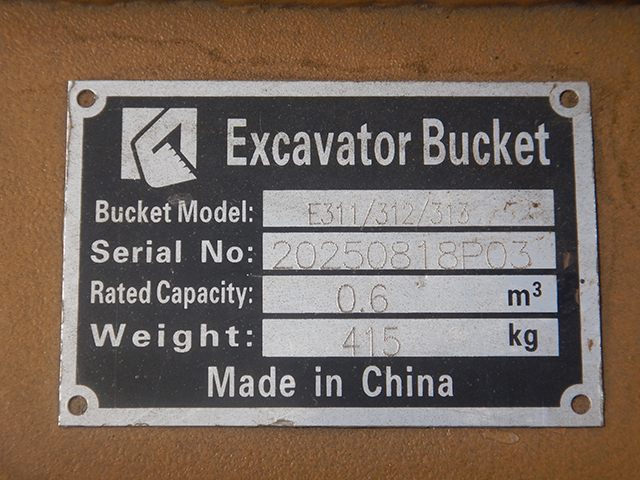 Excavator Bucket
Bucket Model: E311/312/313
Serial No: 20250818P03
Rated Capacity: 0.6 m³
Weight: 415 kg
Made in China